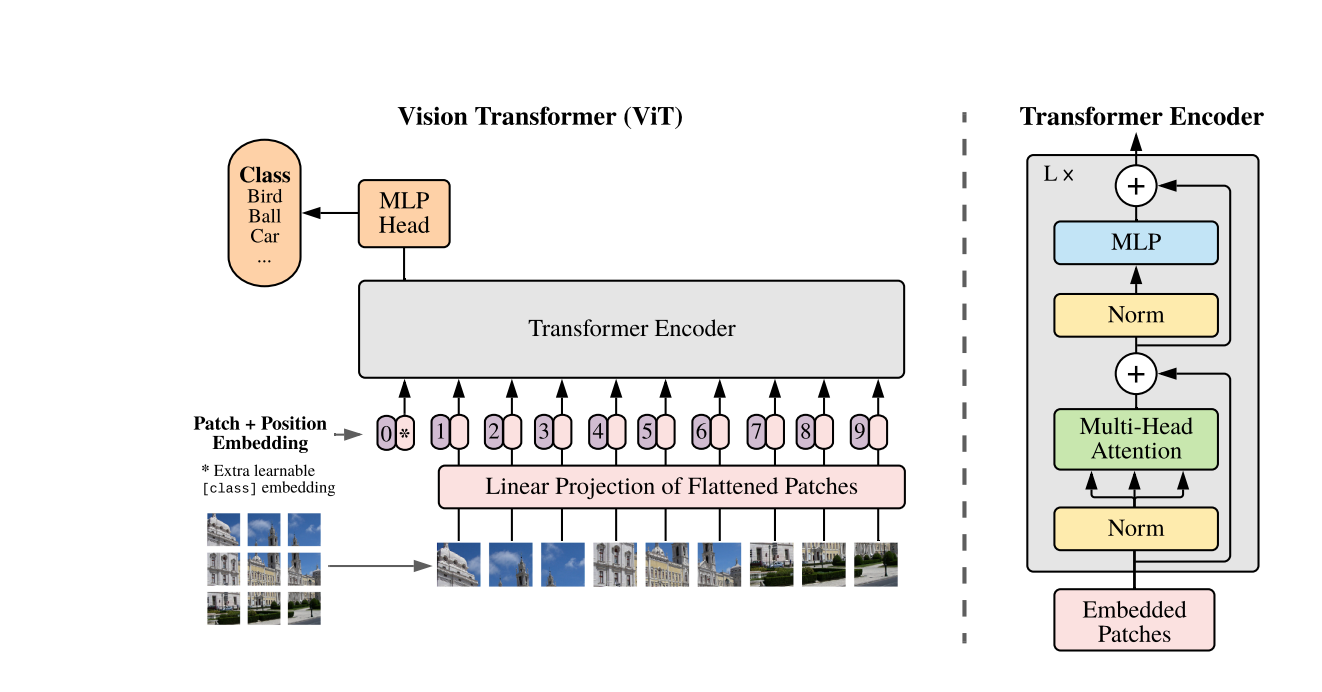 Vision Transformer (ViT)
Class
Bird
Ball
Car
...
MLP
Head
Transformer Encoder
Patch + Position
Embedding
0 * 1 2 3 4 5 6 7 8 9
* Extra learnable
[class] embedding
Linear Projection of Flattened Patches
Transformer Encoder
L ×
+
MLP
Norm
+
Multi-Head
Attention
Norm
Embedded
Patches